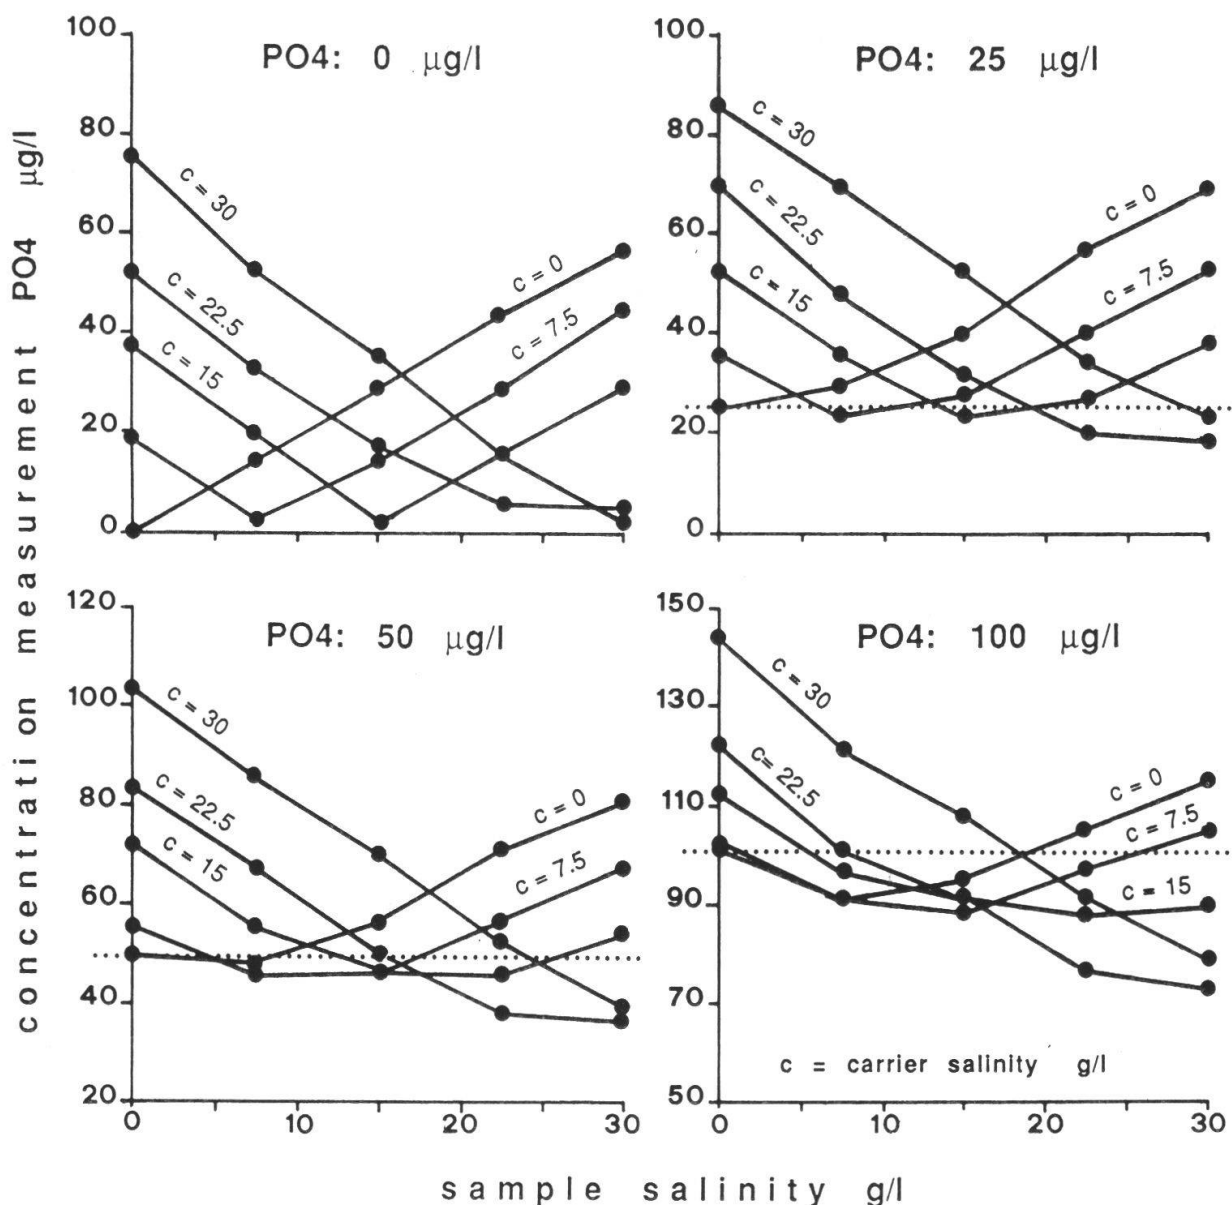 concentration measurement PO4 µg/l
PO4: 0 µg/l
100
80
60
40
20
0
c = 30
c = 22.5
c = 15
c = 0
c = 7.5
PO4: 25 µg/l
100
80
60
40
20
0
c = 30
c = 22.5
c = 15
c = 0
c = 7.5
PO4: 50 µg/l
120
100
80
60
40
20
c = 30
c = 22.5
c = 15
c = 0
c = 7.5
0 10 20 30
PO4: 100 µg/l
150
130
110
90
70
50
c = 30
c= 22.5
c = 0
c = 7.5
c = 15
c = carrier salinity g/l
0 10 20 30
sample salinity g/l